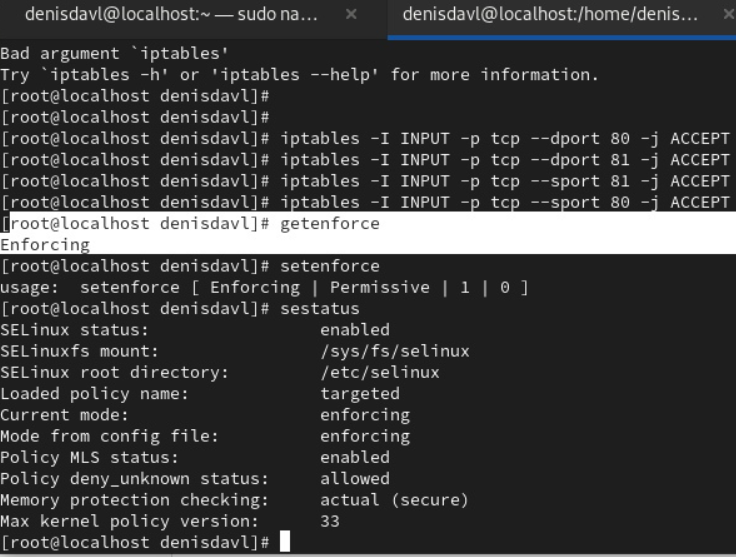 denisdavl@localhost:~ — sudo na...
denisdavl@localhost:/home/denis...
Bad argument `iptables'
Try `iptables -h' or 'iptables --help' for more information.
[root@localhost denisdavl]#
[root@localhost denisdavl]#
[root@localhost denisdavl]# iptables -I INPUT -p tcp --dport 80 -j ACCEPT
[root@localhost denisdavl]# iptables -I INPUT -p tcp --dport 81 -j ACCEPT
[root@localhost denisdavl]# iptables -I INPUT -p tcp --sport 81 -j ACCEPT
[root@localhost denisdavl]# iptables -I INPUT -p tcp --sport 80 -j ACCEPT
[root@localhost denisdavl]# getenforce
Enforcing
[root@localhost denisdavl]# setenforce
usage:  setenforce [ Enforcing | Permissive | 1 | 0 ]
[root@localhost denisdavl]# sestatus
SELinux status:                 enabled
SELinuxfs mount:                /sys/fs/selinux
SELinux root directory:         /etc/selinux
Loaded policy name:             targeted
Current mode:                   enforcing
Mode from config file:          enforcing
Policy MLS status:              enabled
Policy deny_unknown status:     allowed
Memory protection checking:     actual (secure)
Max kernel policy version:      33
[root@localhost denisdavl]#